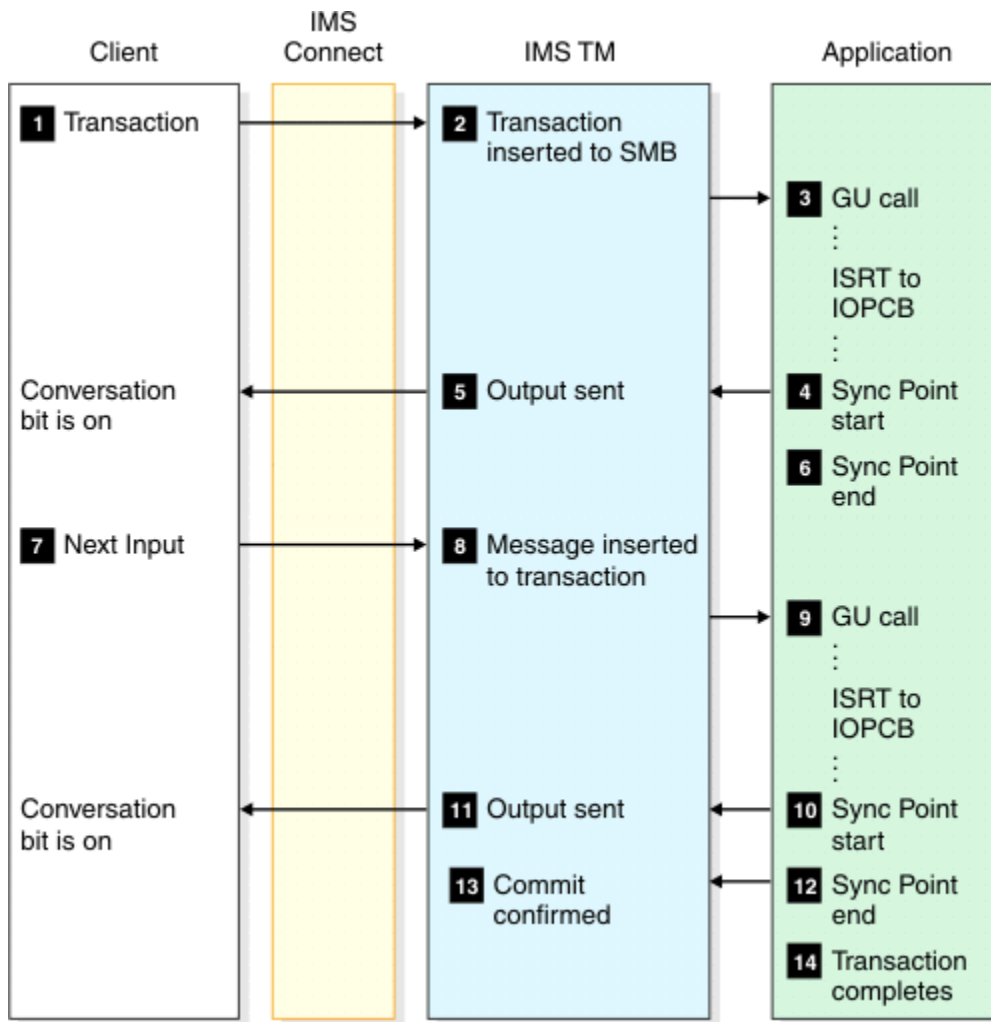 IMS
Client Connect IMS TM Application
1 Transaction
2 Transaction
inserted to SMB
3 GU call
ISRT to
IOPCB
Conversation
bit is on
5 Output sent
4 Sync Point
start
6 Sync Point
end
7 Next Input
8 Message inserted
to transaction
9 GU call
ISRT to
IOPCB
Conversation
bit is on
11 Output sent
10 Sync Point
start
13 Commit
confirmed
12 Sync Point
end
14 Transaction
completes